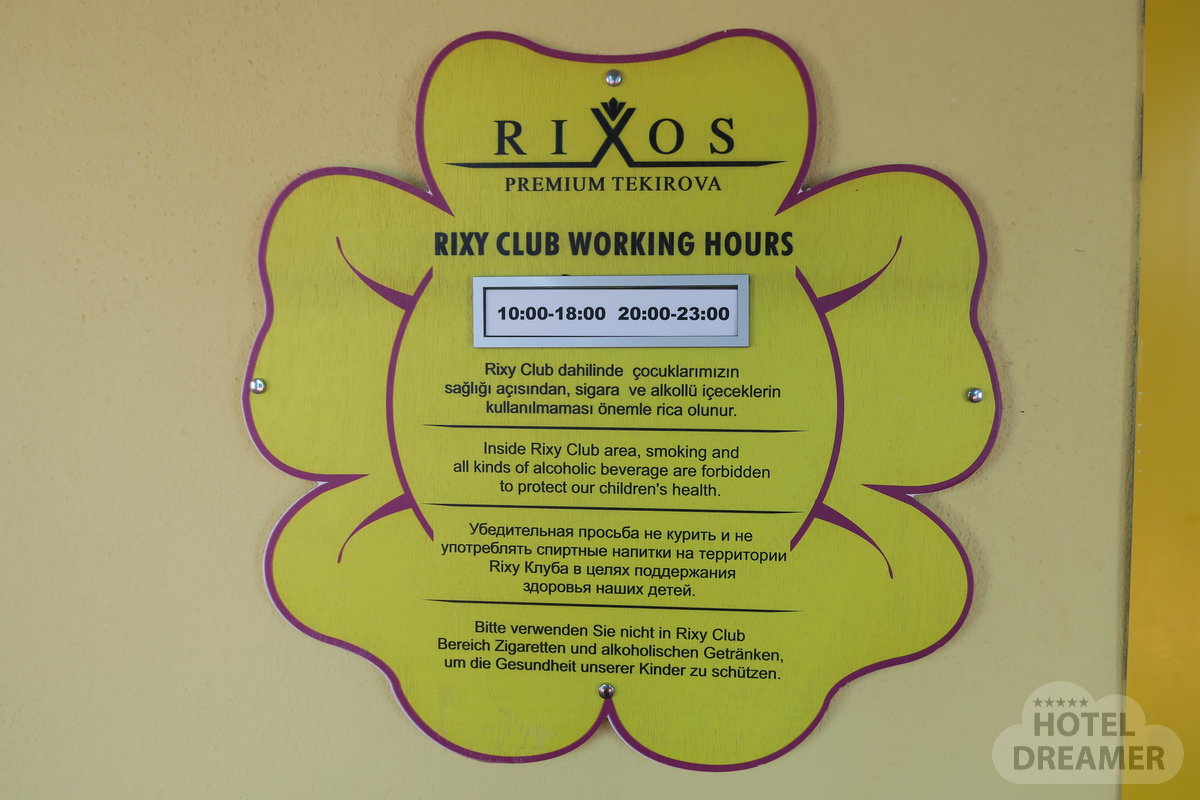 RIXOS
PREMIUM TEKIROVA
RIXY CLUB WORKING HOURS
10:00-18:00 20:00-23:00
Rixy Club dahilinde çocuklarımızın
sağlığı açısından, sigara ve alkollü içeceklerin
kullanılmaması önemle rica olunur.
Inside Rixy Club area, smoking and
all kinds of alcoholic beverage are forbidden
to protect our children's health.
Убедительная просьба не курить и не
употреблять спиртные напитки на территории
Rixy Клуба в целях поддержания
здоровья наших детей.
Bitte verwenden Sie nicht in Rixy Club
Bereich Zigaretten und alkoholischen Getränken,
um die Gesundheit unserer Kinder zu schützen.
HOTEL
DREAMER